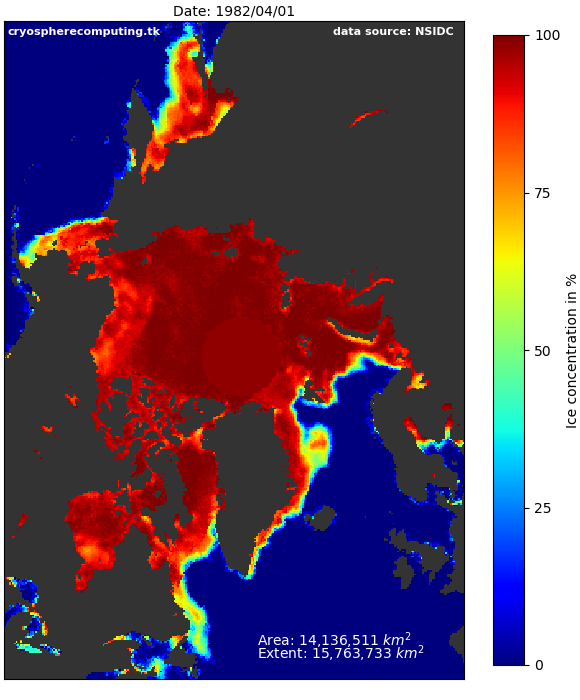 Date: 1982/04/01
cryospherecomputing.tk data source: NSIDC
100
75
50
25
0
Ice concentration in %
Area: 14,136,511 km²
Extent: 15,763,733 km²